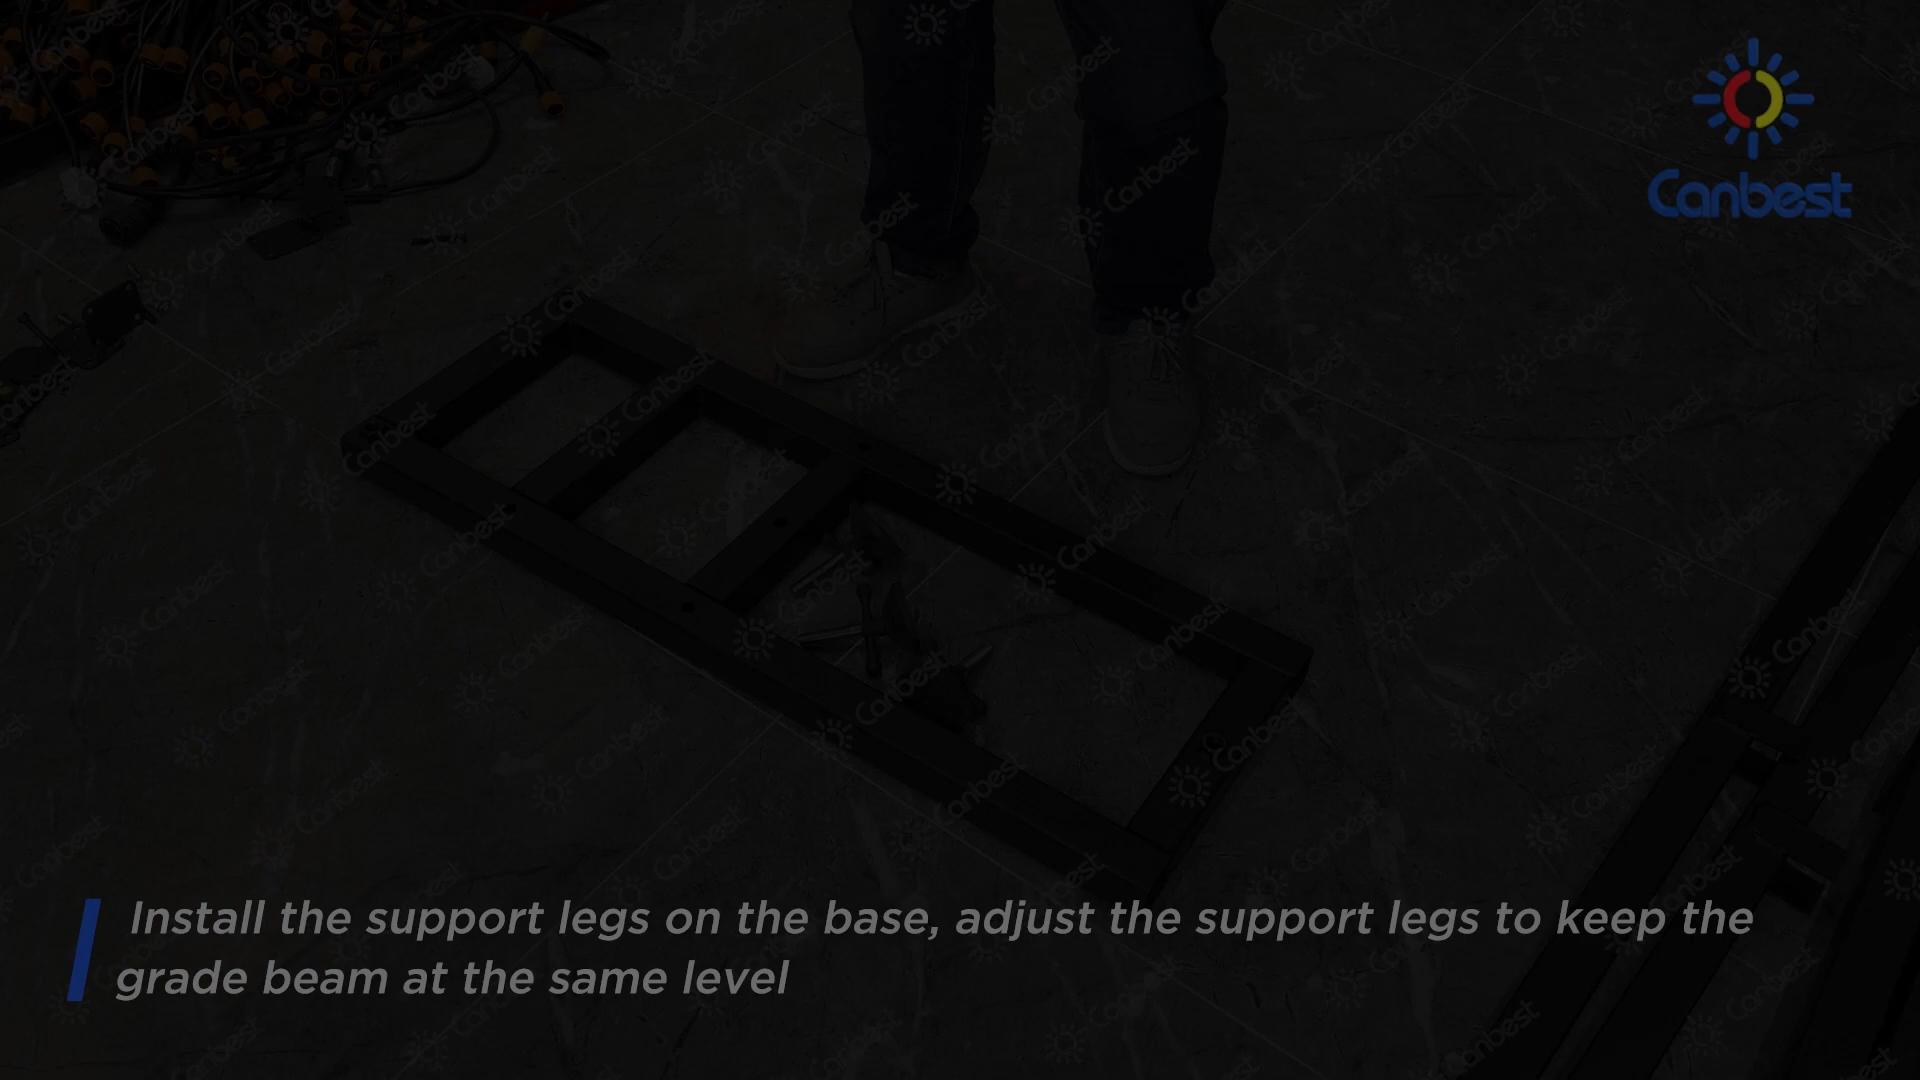 Canbest
Install the support legs on the base, adjust the support legs to keep the
grade beam at the same level